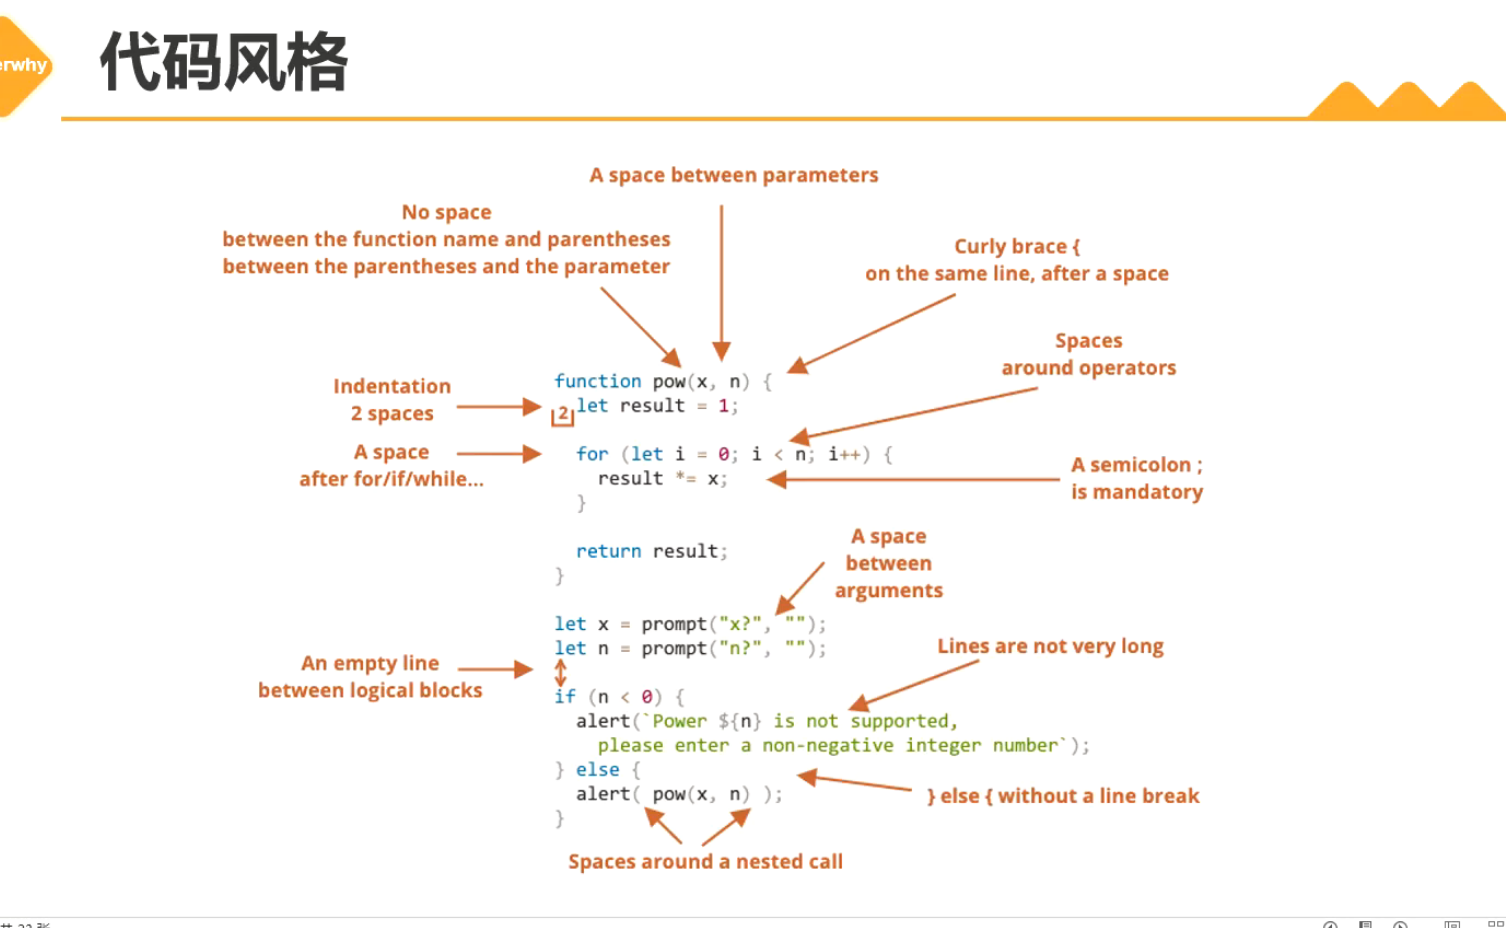 erwhy
代码风格
A space between parameters
No space
between the function name and parentheses
between the parentheses and the parameter
Curly brace {
on the same line, after a space
Spaces
around operators
Indentation
2 spaces
A space
after for/if/while...
function pow(x, n) {
2
let result = 1;
for (let i = 0; i < n; i++) {
result *= x;
}
return result;
}
A semicolon ;
is mandatory
A space
between
arguments
let x = prompt("x?", "");
let n = prompt("n?", "");
An empty line
between logical blocks
Lines are not very long
if (n < 0) {
alert(`Power ${n} is not supported,
please enter a non-negative integer number`);
} else {
alert( pow(x, n) );
}
} else { without a line break
Spaces around a nested call